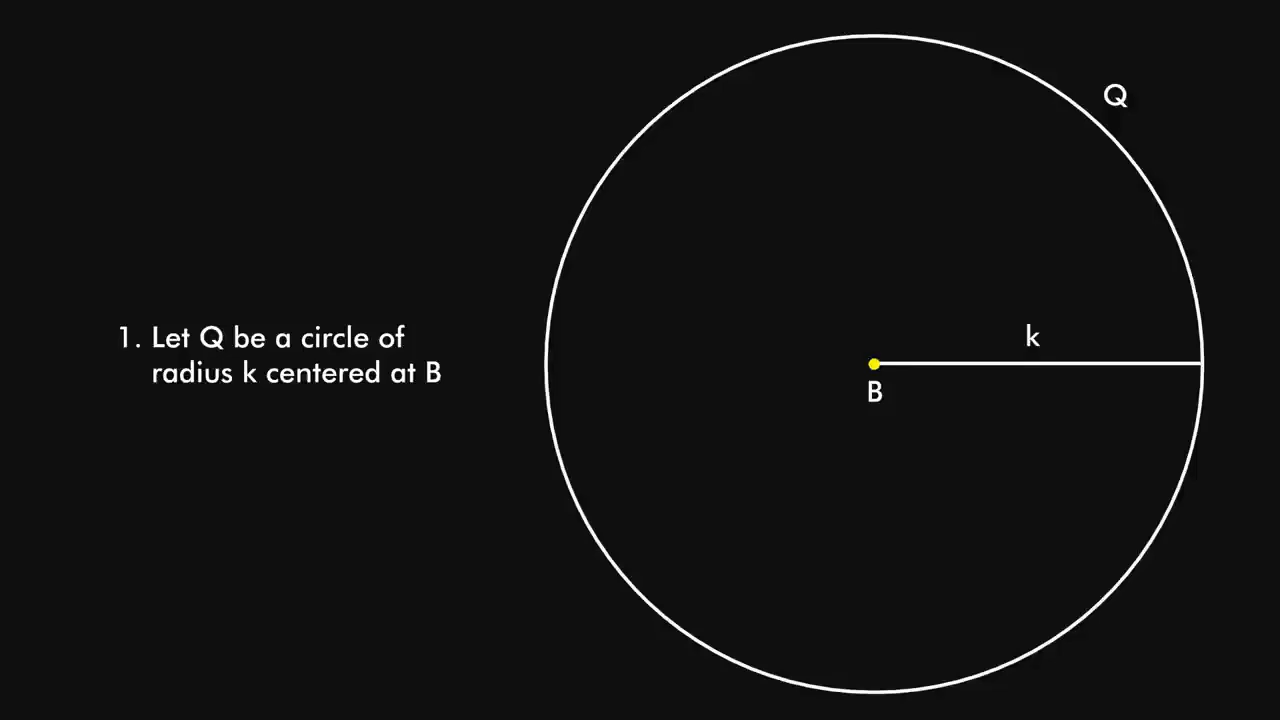 1. Let Q be a circle of
radius k centered at B
Q
k
B